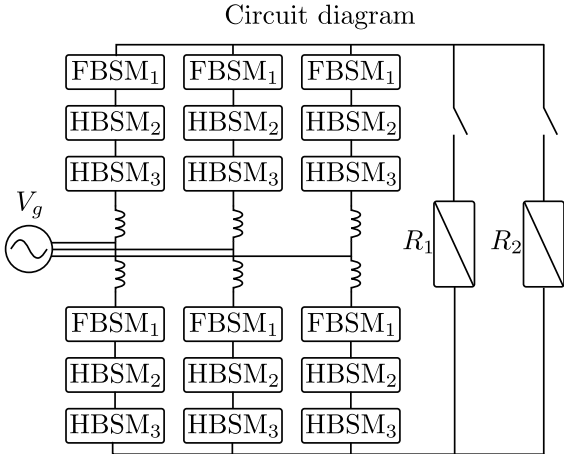 Circuit diagram
FBSM₁ FBSM₁ FBSM₁
HBSM₂ HBSM₂ HBSM₂
HBSM₃ HBSM₃ HBSM₃
V_g
R₁ R₂
FBSM₁ FBSM₁ FBSM₁
HBSM₂ HBSM₂ HBSM₂
HBSM₃ HBSM₃ HBSM₃